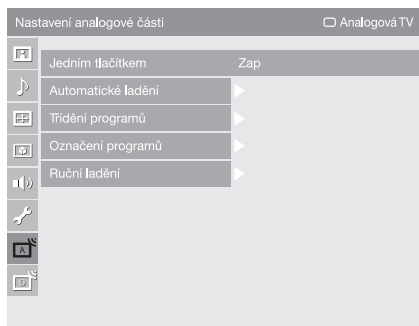 Nastavení analogové části
Analogová TV
Jedním tlačítkem Zap
Automatické ladění
Třídění programů
Označení programů
Ruční ladění
A
D